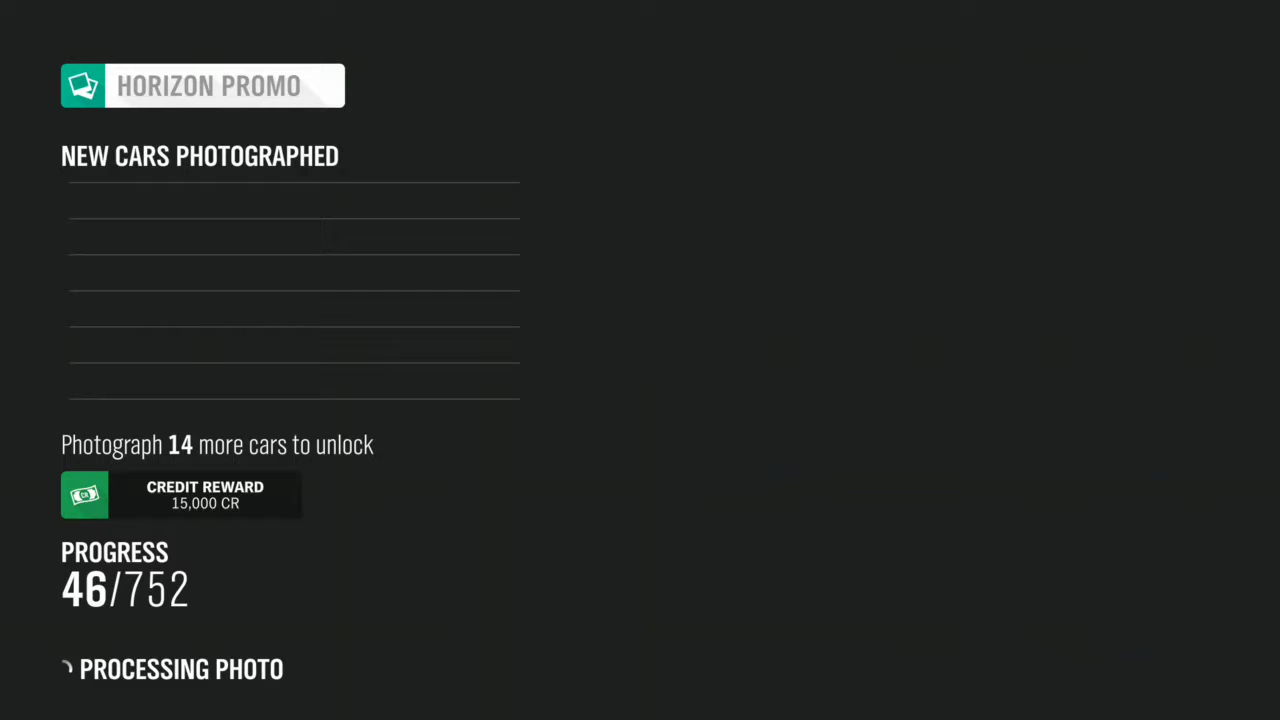 HORIZON PROMO
NEW CARS PHOTOGRAPHED
Photograph 14 more cars to unlock
CR
CREDIT REWARD
15,000 CR
PROGRESS
46/752
PROCESSING PHOTO